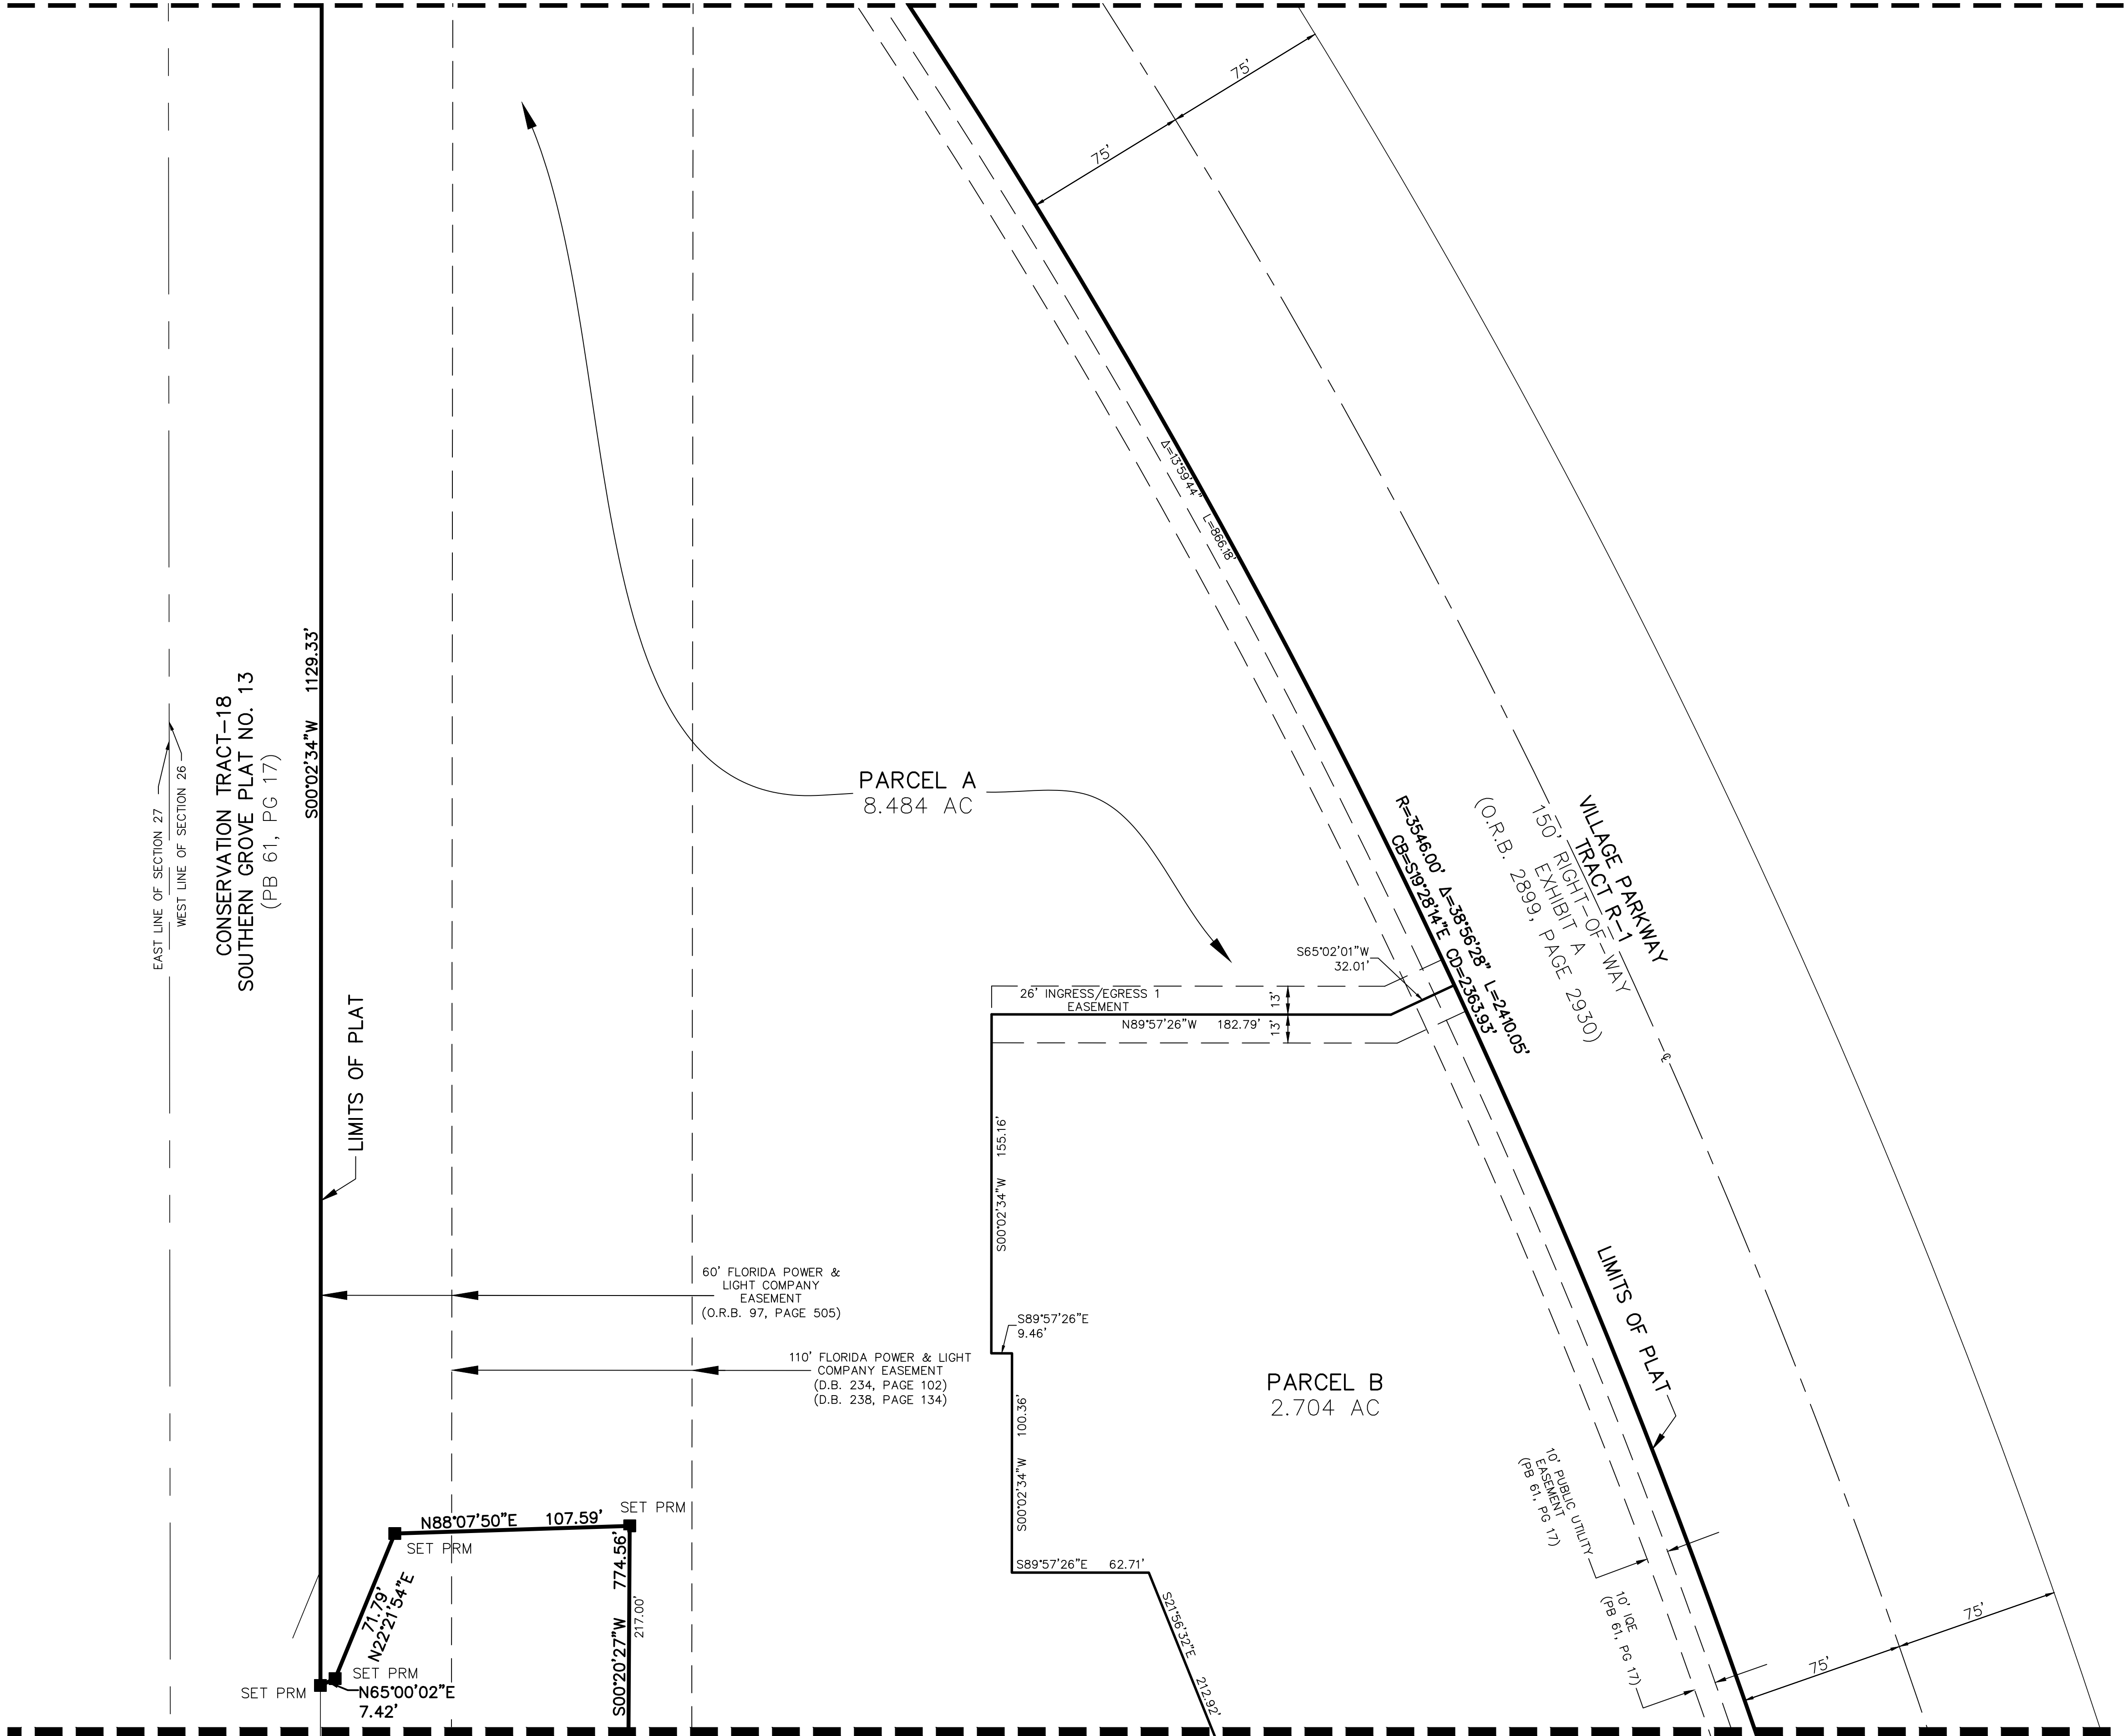 75'
75'
Δ=13°59'44" L=866.18'
EAST LINE OF SECTION 27
WEST LINE OF SECTION 26
CONSERVATION TRACT-18
SOUTHERN GROVE PLAT NO. 13
(PB 61, PG 17)
S00°02'34"W 1129.33'
LIMITS OF PLAT
PARCEL A
8.484 AC
R=3546.00' Δ=38°56'28" L=2410.05'
CB=S19°28'14"E CD=2363.93'
VILLAGE PARKWAY
TRACT R-1
150' RIGHT-OF-WAY
EXHIBIT A
(O.R.B. 2899, PAGE 2930)
S65°02'01"W
32.01'
26' INGRESS/EGRESS 1
EASEMENT
13'
N89°57'26"W 182.79'
13'
S00°02'34"W 155.16'
60' FLORIDA POWER &
LIGHT COMPANY
EASEMENT
(O.R.B. 97, PAGE 505)
S89°57'26"E
9.46'
110' FLORIDA POWER & LIGHT
COMPANY EASEMENT
(D.B. 234, PAGE 102)
(D.B. 238, PAGE 134)
S00°02'34"W 100.36'
PARCEL B
2.704 AC
LIMITS OF PLAT
S89°57'26"E 62.71'
S21°56'32"E 212.92'
10' PUBLIC UTILITY
EASEMENT
(PB 61, PG 17)
10' IQE
(PB 61, PG 17)
75'
75'
N88°07'50"E 107.59'
SET PRM
SET PRM
71.79'
N22°21'54"E
S00°20'27"W 774.56'
217.00'
SET PRM
SET PRM
N65°00'02"E
7.42'